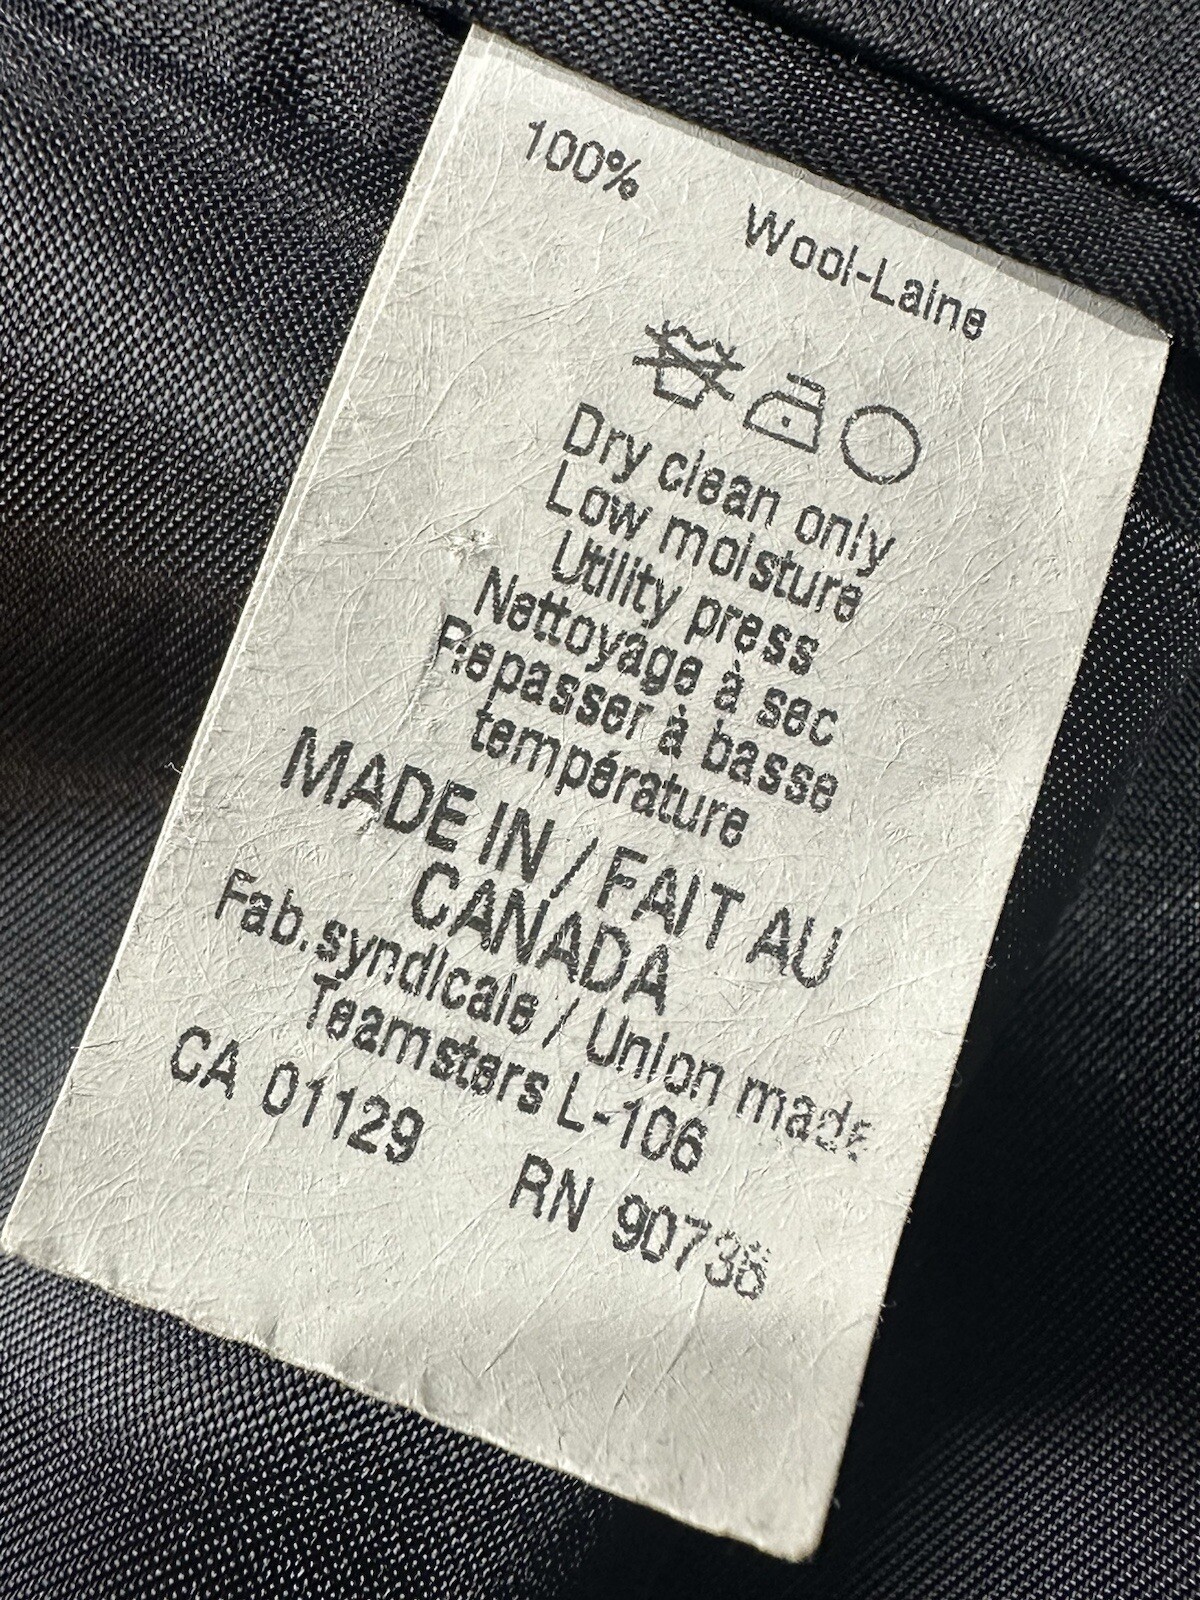 100% Wool-Laine
Dry clean only
Low moisture
Utility press
Nettoyage à sec
Repasser à basse
température
MADE IN / FAIT AU
CANADA
Fab.syndicale / Union made
Teamsters L-106
CA 01129 RN 90736